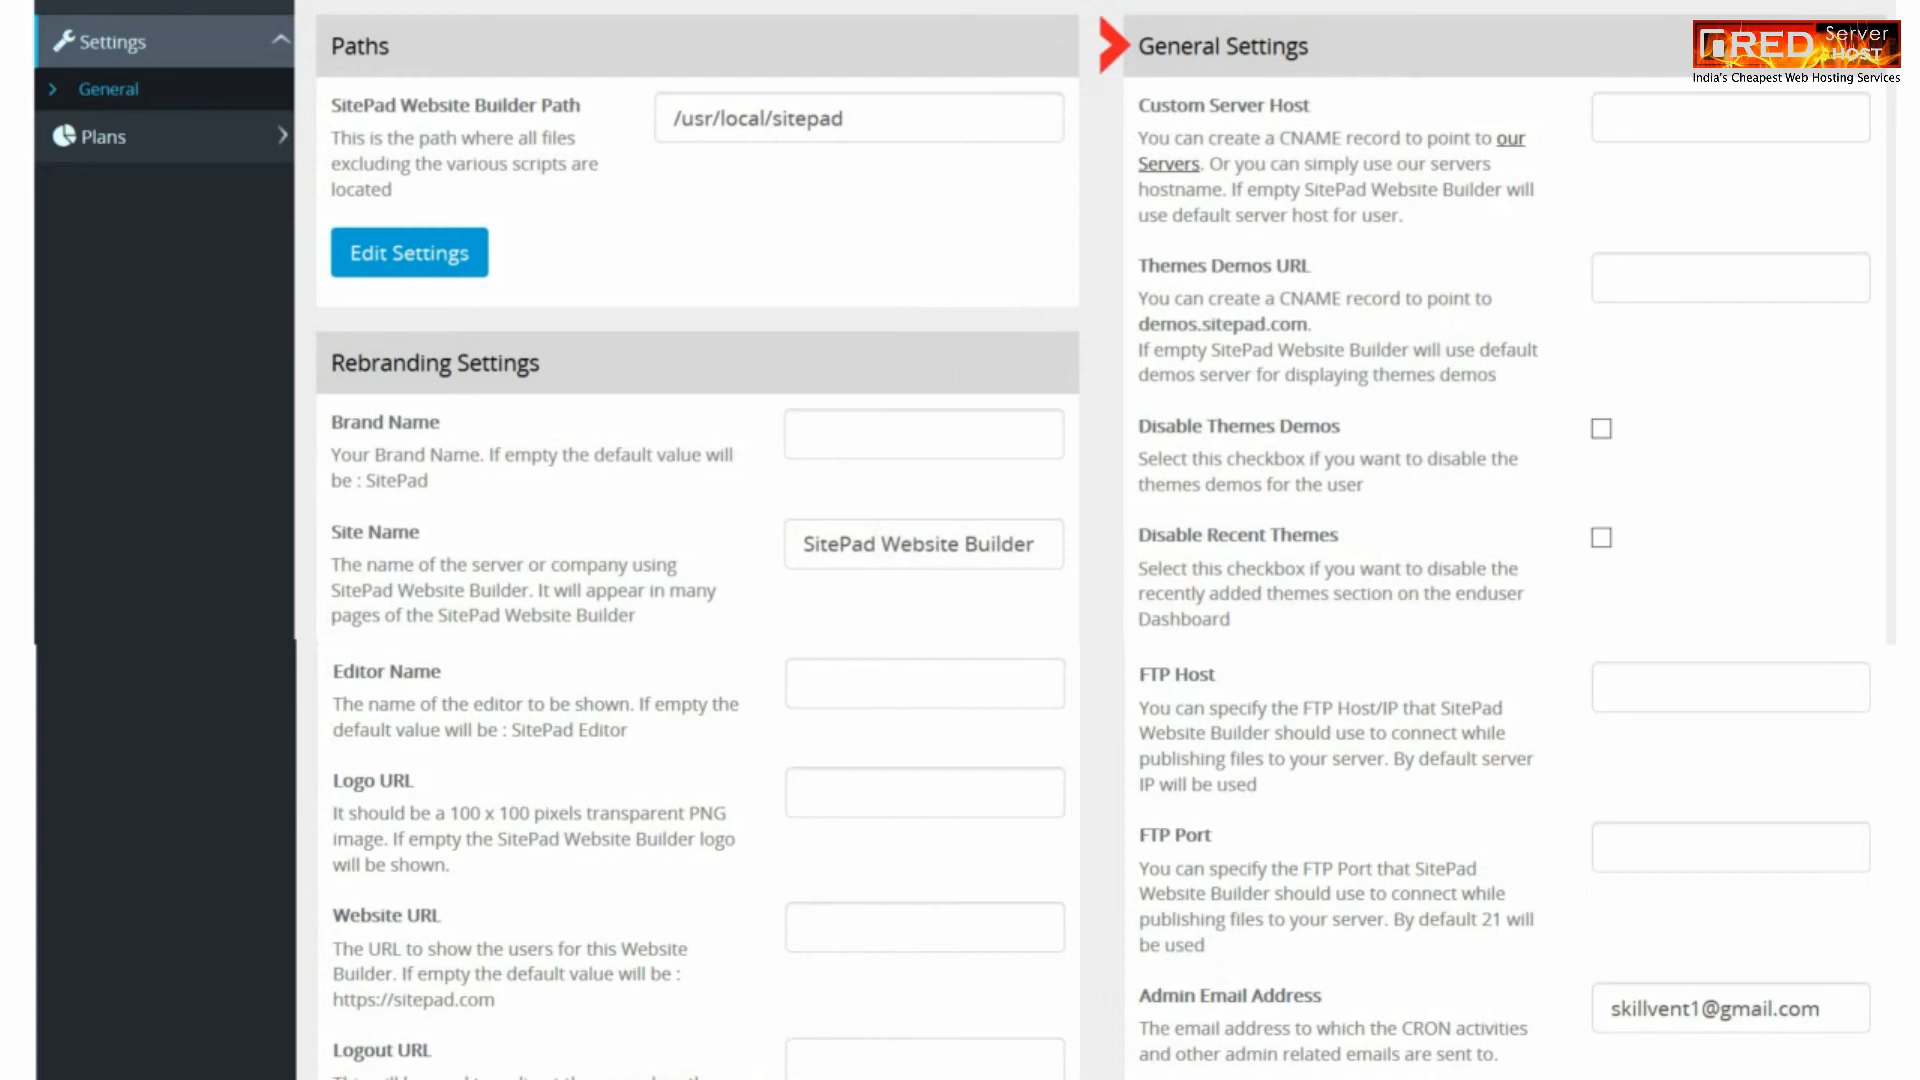 Settings
General
Plans
Paths
SitePad Website Builder Path
This is the path where all files
excluding the various scripts are
located
/usr/local/sitepad
Edit Settings
Rebranding Settings
Brand Name
Your Brand Name. If empty the default value will
be : SitePad
Site Name
The name of the server or company using
SitePad Website Builder. It will appear in many
pages of the SitePad Website Builder
SitePad Website Builder
Editor Name
The name of the editor to be shown. If empty the
default value will be : SitePad Editor
Logo URL
It should be a 100 x 100 pixels transparent PNG
image. If empty the SitePad Website Builder logo
will be shown.
Website URL
The URL to show the users for this Website
Builder. If empty the default value will be :
https://sitepad.com
Logout URL
General Settings
RED Server HOST
India's Cheapest Web Hosting Services
Custom Server Host
You can create a CNAME record to point to our
Servers. Or you can simply use our servers
hostname. If empty SitePad Website Builder will
use default server host for user.
Themes Demos URL
You can create a CNAME record to point to
demos.sitepad.com.
If empty SitePad Website Builder will use default
demos server for displaying themes demos
Disable Themes Demos
Select this checkbox if you want to disable the
themes demos for the user
Disable Recent Themes
Select this checkbox if you want to disable the
recently added themes section on the enduser
Dashboard
FTP Host
You can specify the FTP Host/IP that SitePad
Website Builder should use to connect while
publishing files to your server. By default server
IP will be used
FTP Port
You can specify the FTP Port that SitePad
Website Builder should use to connect while
publishing files to your server. By default 21 will
be used
Admin Email Address
The email address to which the CRON activities
and other admin related emails are sent to.
skillvent1@gmail.com